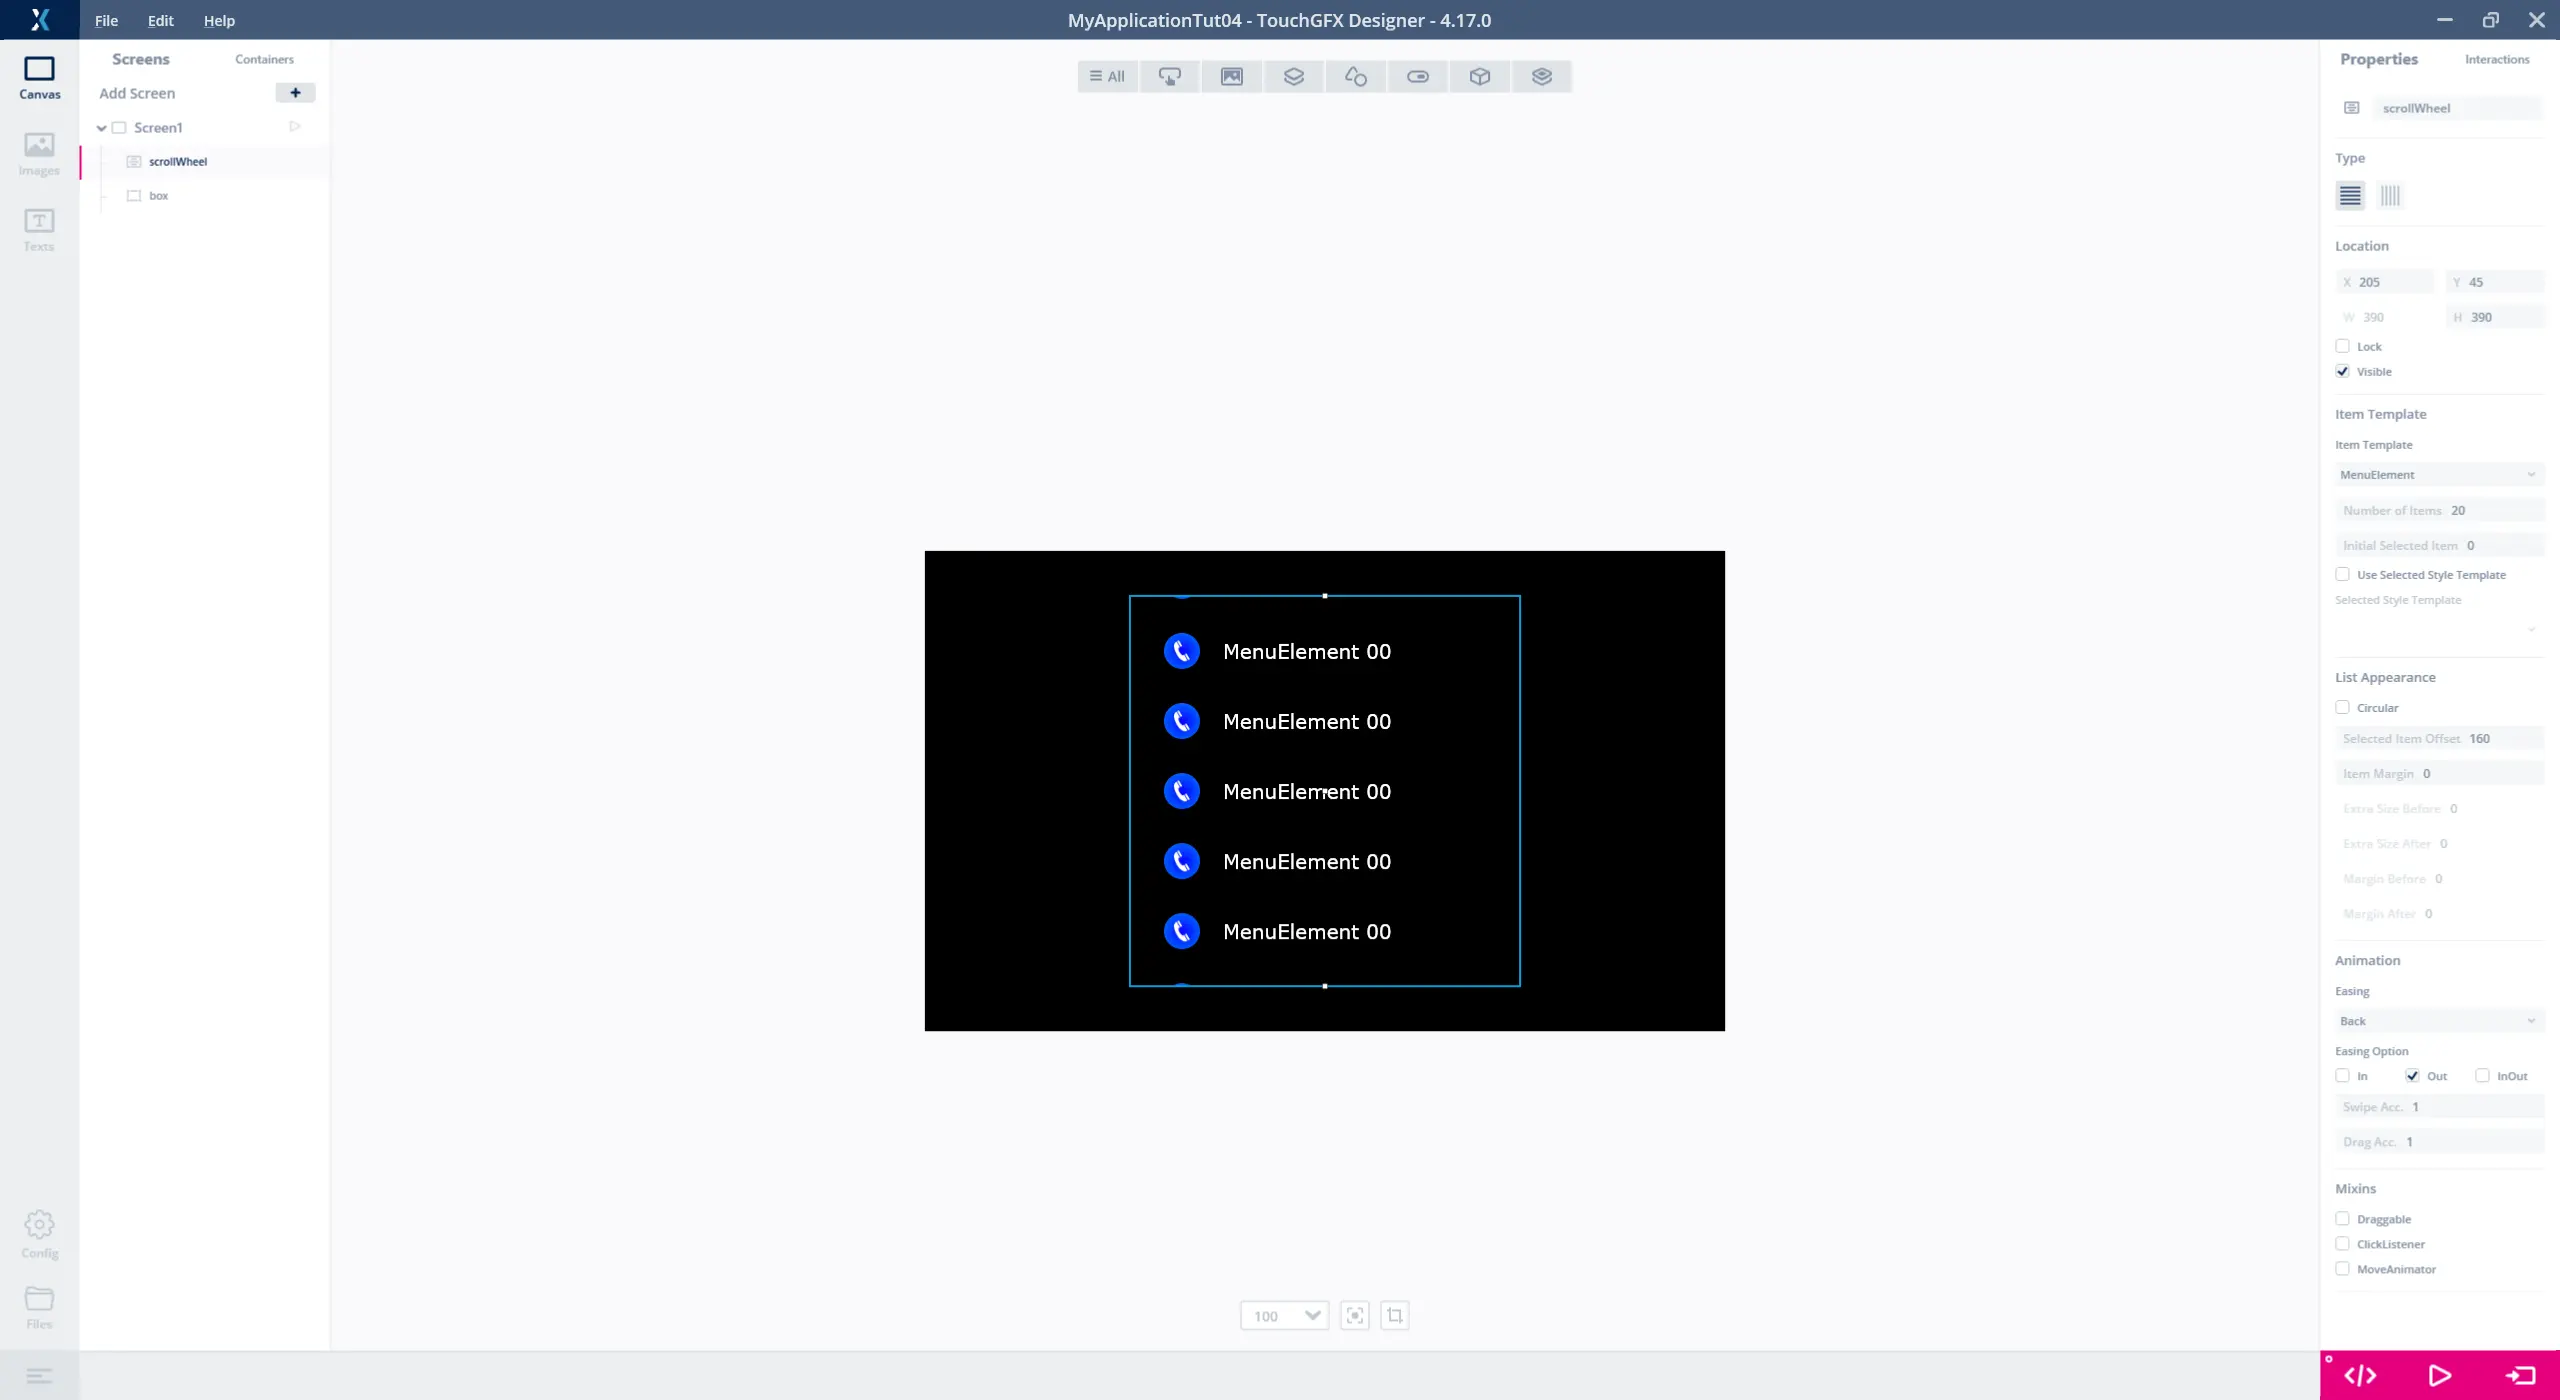 File Edit Help
MyApplicationTut04 - TouchGFX Designer - 4.17.0
Canvas
Images
Texts
Config
Files
Screens Containers
Add Screen +
Screen1
scrollWheel
box
All
MenuElement 00
MenuElement 00
MenuElement 00
MenuElement 00
MenuElement 00
100
Properties Interactions
scrollWheel
Type
Location
X 205 Y 45
W 390 H 390
Lock
Visible
Item Template
Item Template
MenuElement
Number of Items 20
Initial Selected Item 0
Use Selected Style Template
Selected Style Template
List Appearance
Circular
Selected Item Offset 160
Item Margin 0
Extra Size Before 0
Extra Size After 0
Margin Before 0
Margin After 0
Animation
Easing
Back
Easing Option
In Out InOut
Swipe Acc. 1
Drag Acc. 1
Mixins
Draggable
ClickListener
MoveAnimator